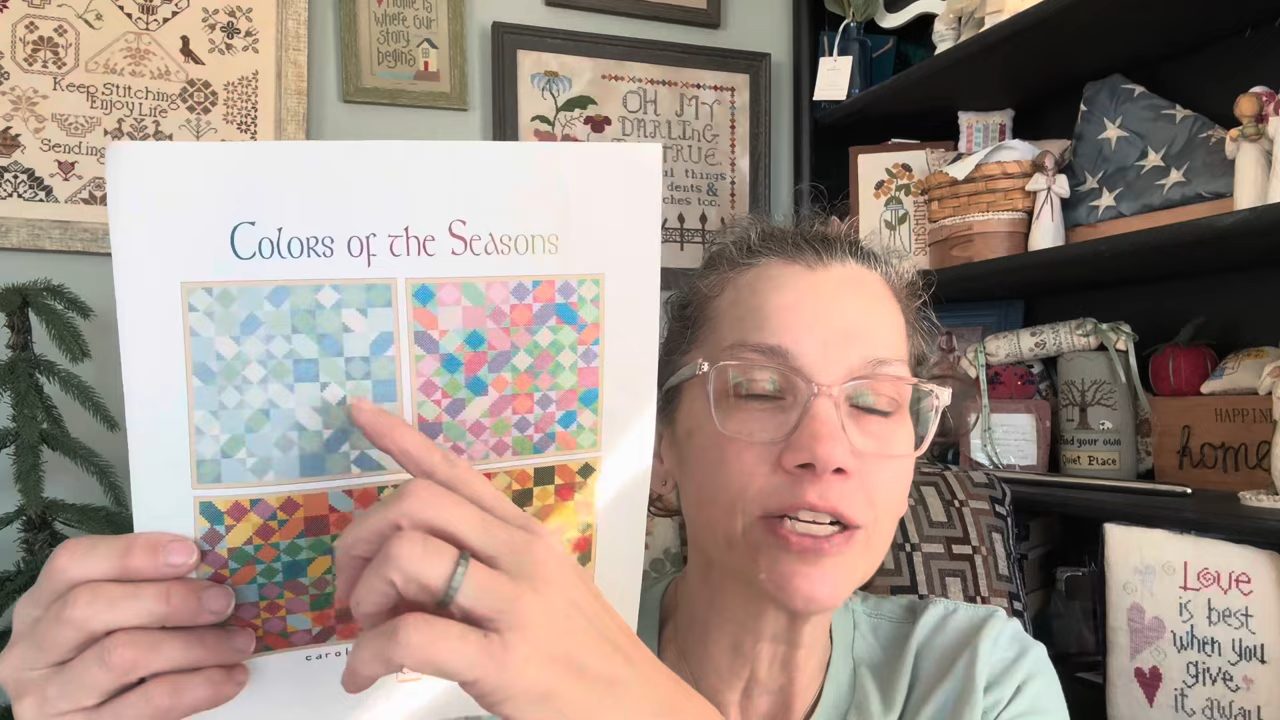 Keep Stitching
Enjoy Life
Sending
Home is
where our
story
begins
OH MY
DARLING
TRUE.
things
dents &
ches too.
Colors of the Seasons
carol
SUNSHINE
Find your own
Quiet Place
HAPPIN
home
Love
is best
when you
give
it away